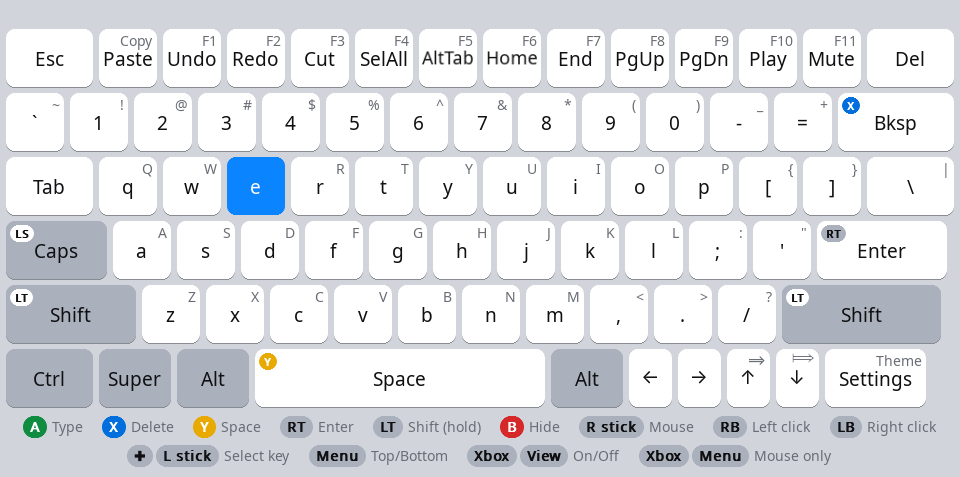 Esc Copy Paste F1 Undo F2 Redo F3 Cut F4 SelAll F5 AltTab F6 Home F7 End F8 PgUp F9 PgDn F10 Play F11 Mute Del
` ~ 1 ! 2 @ 3 # 4 $ 5 % 6 ^ 7 & 8 * 9 ( 0 ) - _ = + X Bksp
Tab q Q w W e r R t T y Y u U i I o O p P [ { ] } \ |
LS Caps a A s S d D f F g G h H j J k K l L ; : ' " RT Enter
LT Shift z Z x X c C v V b B n N m M , < . > / ? LT Shift
Ctrl Super Alt Y Space Alt ← → ↑ ⇒ ↓ ⟾ Theme Settings
A Type X Delete Y Space RT Enter LT Shift (hold) B Hide R stick Mouse RB Left click LB Right click
✚ L stick Select key Menu Top/Bottom Xbox View On/Off Xbox Menu Mouse only